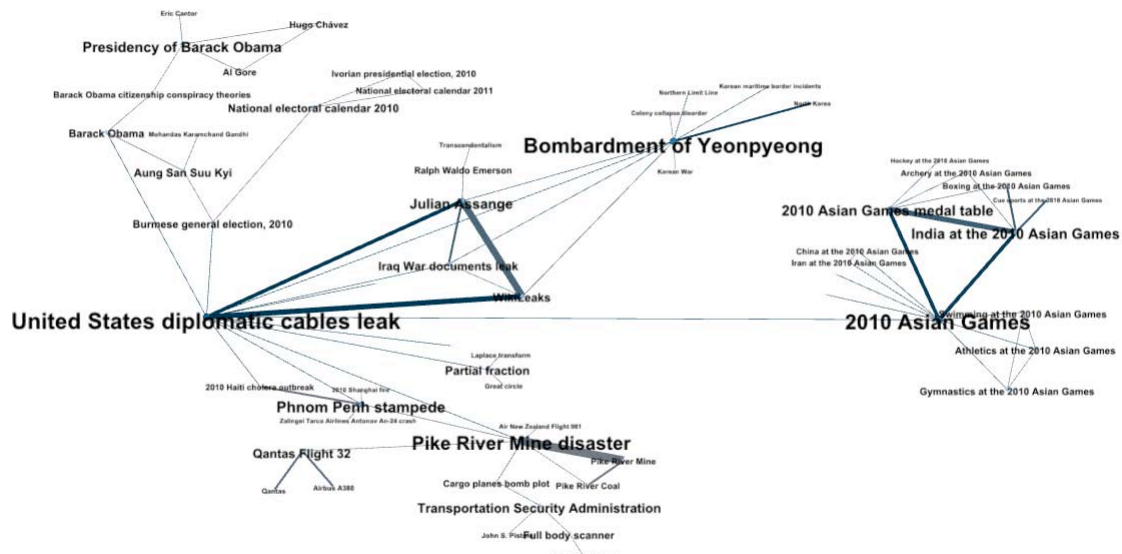 Eric Cantor
Hugo Chávez
Presidency of Barack Obama
Al Gore
Ivorian presidential election, 2010
Barack Obama citizenship conspiracy theories
National electoral calendar 2011
National electoral calendar 2010
Barack Obama
Mohandas Karamchand Gandhi
Aung San Suu Kyi
Burmese general election, 2010
Transcendentalism
Ralph Waldo Emerson
Julian Assange
Iraq War documents leak
WikiLeaks
United States diplomatic cables leak
Korean maritime border incidents
Northern Limit Line
North Korea
Colony collapse disorder
Bombardment of Yeonpyeong
Korean War
Hockey at the 2010 Asian Games
Archery at the 2010 Asian Games
Boxing at the 2010 Asian Games
Cue sports at the 2010 Asian Games
2010 Asian Games medal table
India at the 2010 Asian Games
China at the 2010 Asian Games
Iran at the 2010 Asian Games
Swimming at the 2010 Asian Games
2010 Asian Games
Athletics at the 2010 Asian Games
Gymnastics at the 2010 Asian Games
Laplace transform
Partial fraction
Great circle
2010 Haiti cholera outbreak
2010 Shanghai fire
Phnom Penh stampede
Zalingei Tarco Airlines Antonov An-24 crash
Air New Zealand Flight 901
Pike River Mine disaster
Qantas Flight 32
Pike River Mine
Qantas
Airbus A380
Cargo planes bomb plot
Pike River Coal
Transportation Security Administration
John S. Pistole
Full body scanner